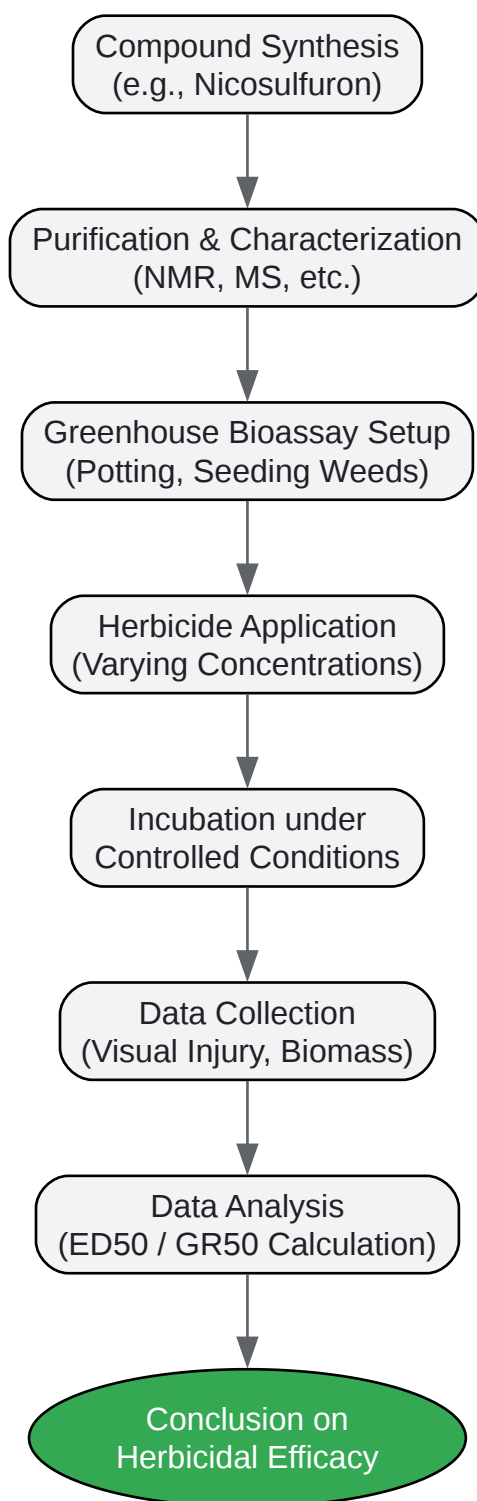 Compound Synthesis
(e.g., Nicosulfuron)
Purification & Characterization
(NMR, MS, etc.)
Greenhouse Bioassay Setup
(Potting, Seeding Weeds)
Herbicide Application
(Varying Concentrations)
Incubation under
Controlled Conditions
Data Collection
(Visual Injury, Biomass)
Data Analysis
(ED50 / GR50 Calculation)
Conclusion on
Herbicidal Efficacy